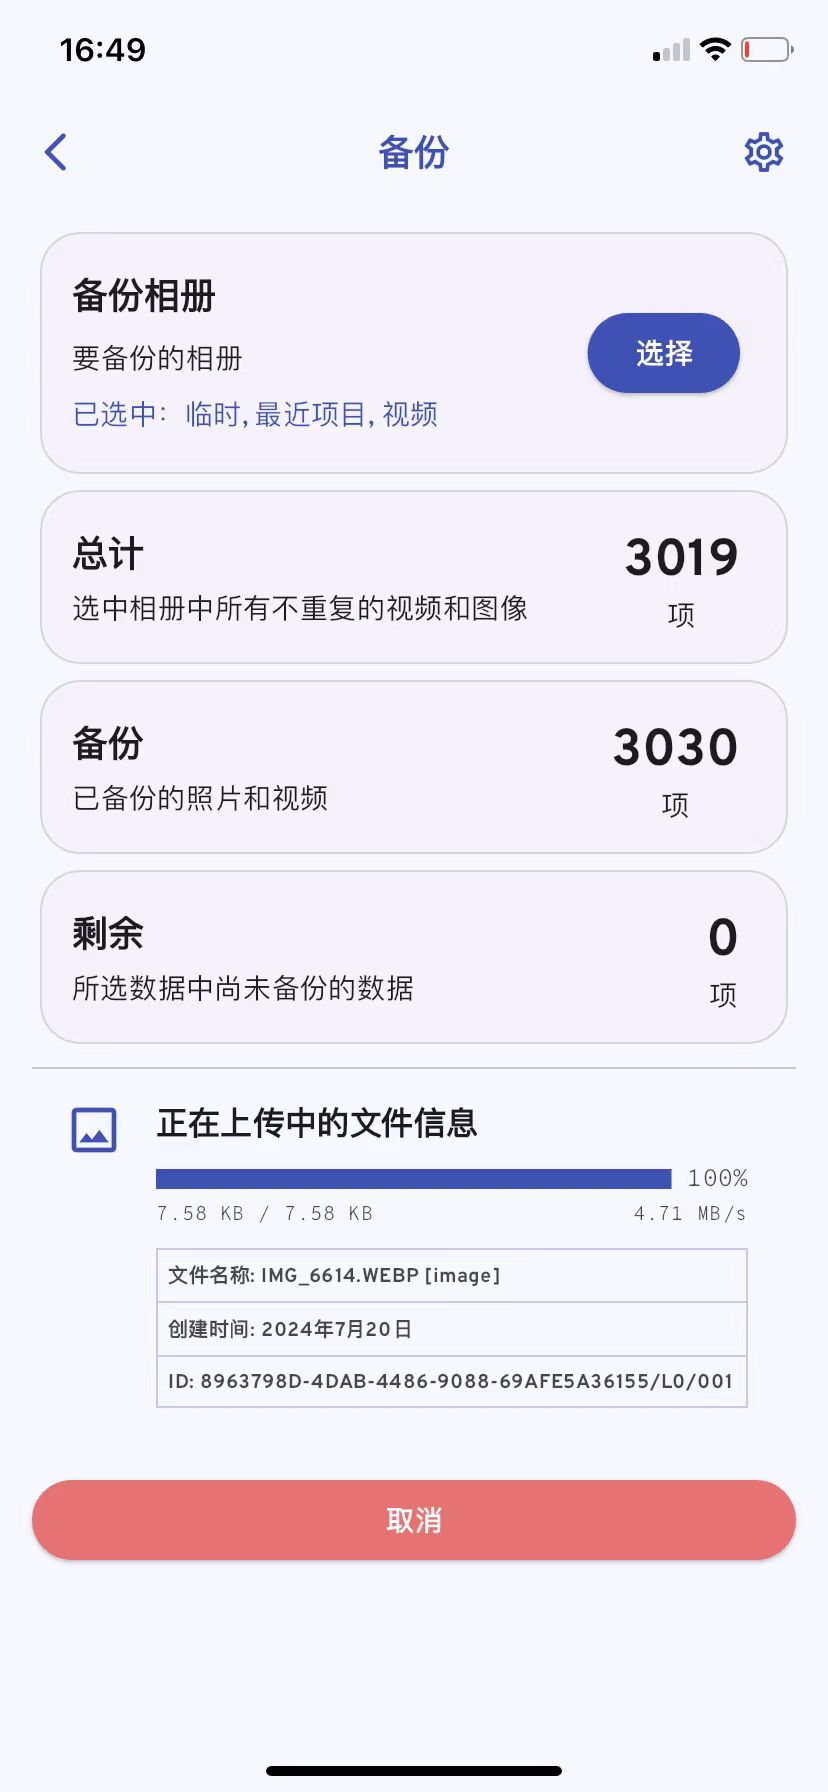 16:49
备份
备份相册
要备份的相册
选择
已选中：临时, 最近项目, 视频
总计
3019
选中相册中所有不重复的视频和图像
项
备份
3030
已备份的照片和视频
项
剩余
0
所选数据中尚未备份的数据
项
正在上传中的文件信息
100%
7.58 KB / 7.58 KB
4.71 MB/s
文件名称: IMG_6614.WEBP [image]
创建时间: 2024年7月20日
ID: 8963798D-4DAB-4486-9088-69AFE5A36155/L0/001
取消